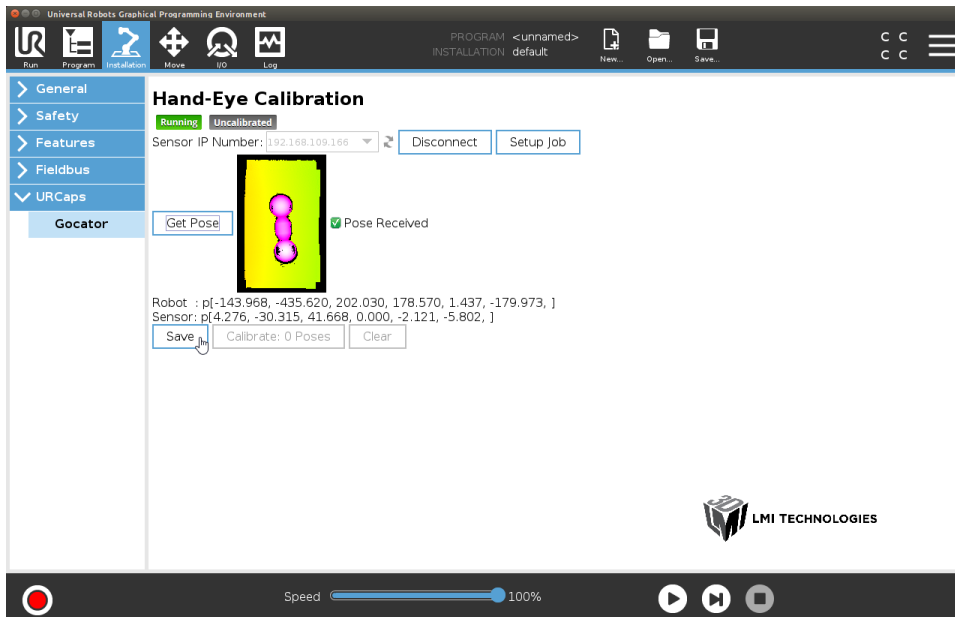 Universal Robots Graphical Programming Environment
Run Program Installation Move I/O Log
PROGRAM <unnamed>
INSTALLATION default
New... Open... Save...
C C
C C
General
Safety
Features
Fieldbus
URCaps
Gocator
Hand-Eye Calibration
Running Uncalibrated
Sensor IP Number: 192.168.109.166 Disconnect Setup Job
Get Pose Pose Received
Robot : p[-143.968, -435.620, 202.030, 178.570, 1.437, -179.973, ]
Sensor: p[4.276, -30.315, 41.668, 0.000, -2.121, -5.802, ]
Save Calibrate: 0 Poses Clear
3D LMI TECHNOLOGIES
Speed 100%